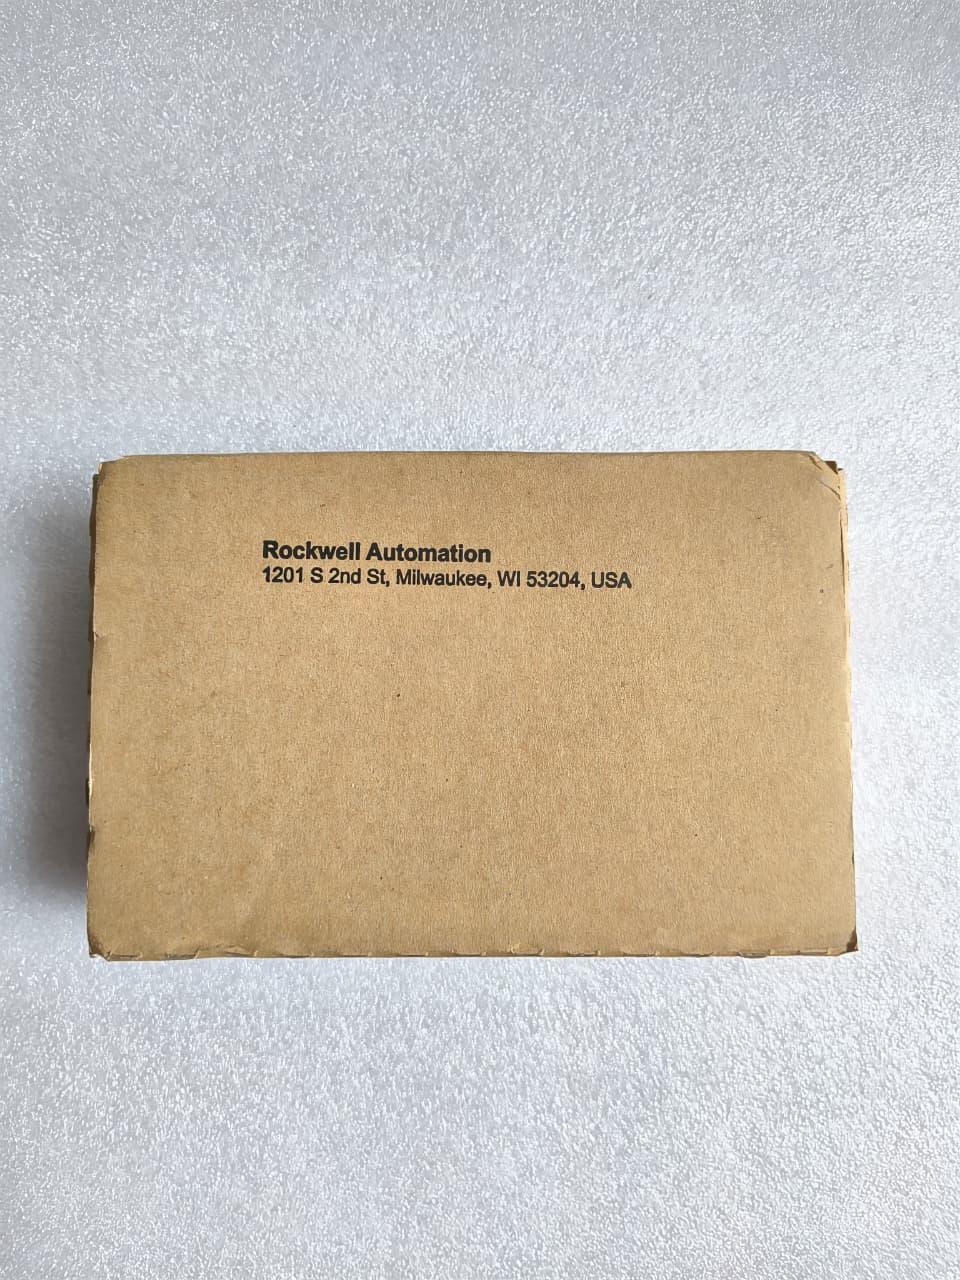 Rockwell Automation
1201 S 2nd St, Milwaukee, WI 53204, USA